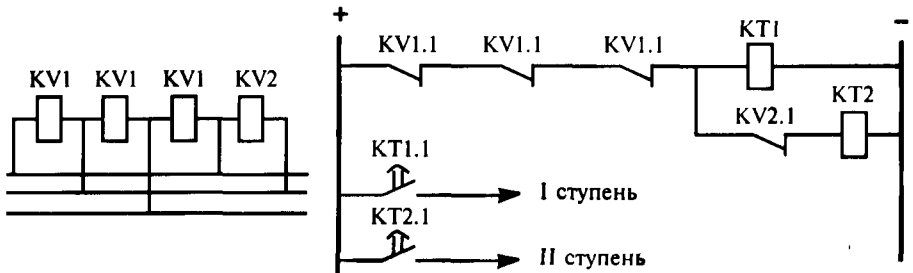 KV1 KV1 KV1 KV2
+
–
KV1.1 KV1.1 KV1.1 KT1
KV2.1 KT2
KT1.1
I ступень
KT2.1
II ступень